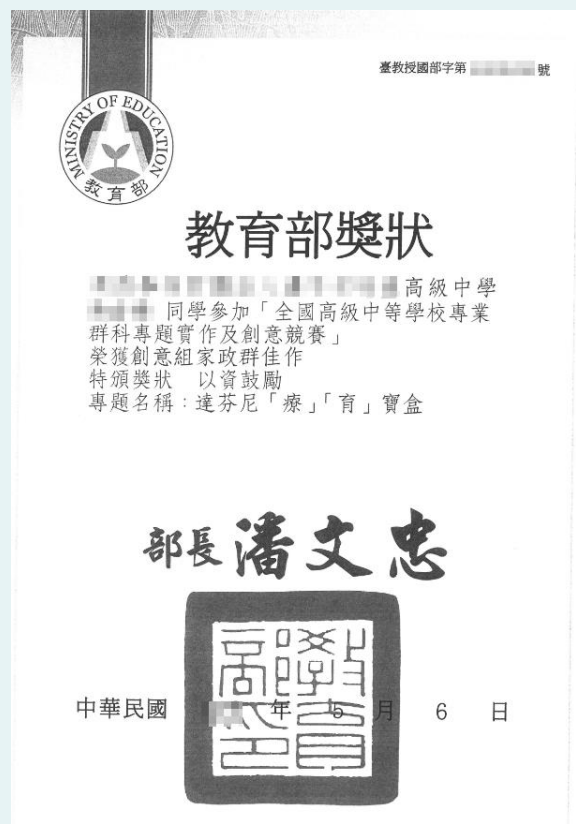 臺教授國部字第 號
MINISTRY OF EDUCATION
教育部
教育部獎狀
高級中學
同學參加「全國高級中等學校專業
群科專題實作及創意競賽」
榮獲創意組家政群佳作
特頒獎狀 以資鼓勵
專題名稱:達芬尼「療」「育」寶盒
部長潘文忠
教育部印
中華民國 年 5 月 6 日